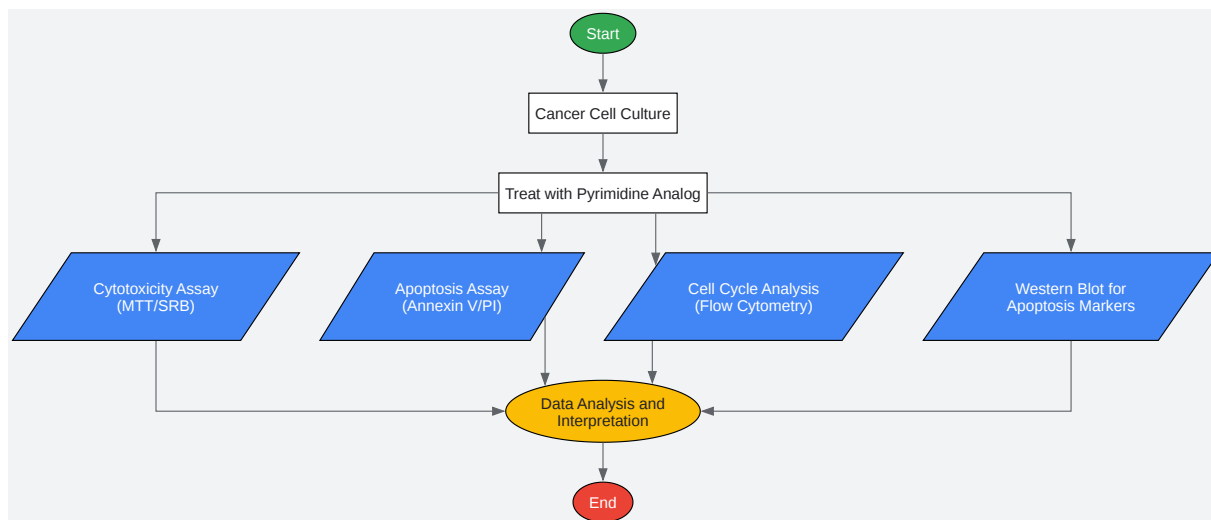 Start
Cancer Cell Culture
Treat with Pyrimidine Analog
Cytotoxicity Assay
(MTT/SRB)
Apoptosis Assay
(Annexin V/PI)
Cell Cycle Analysis
(Flow Cytometry)
Western Blot for
Apoptosis Markers
Data Analysis and
Interpretation
End